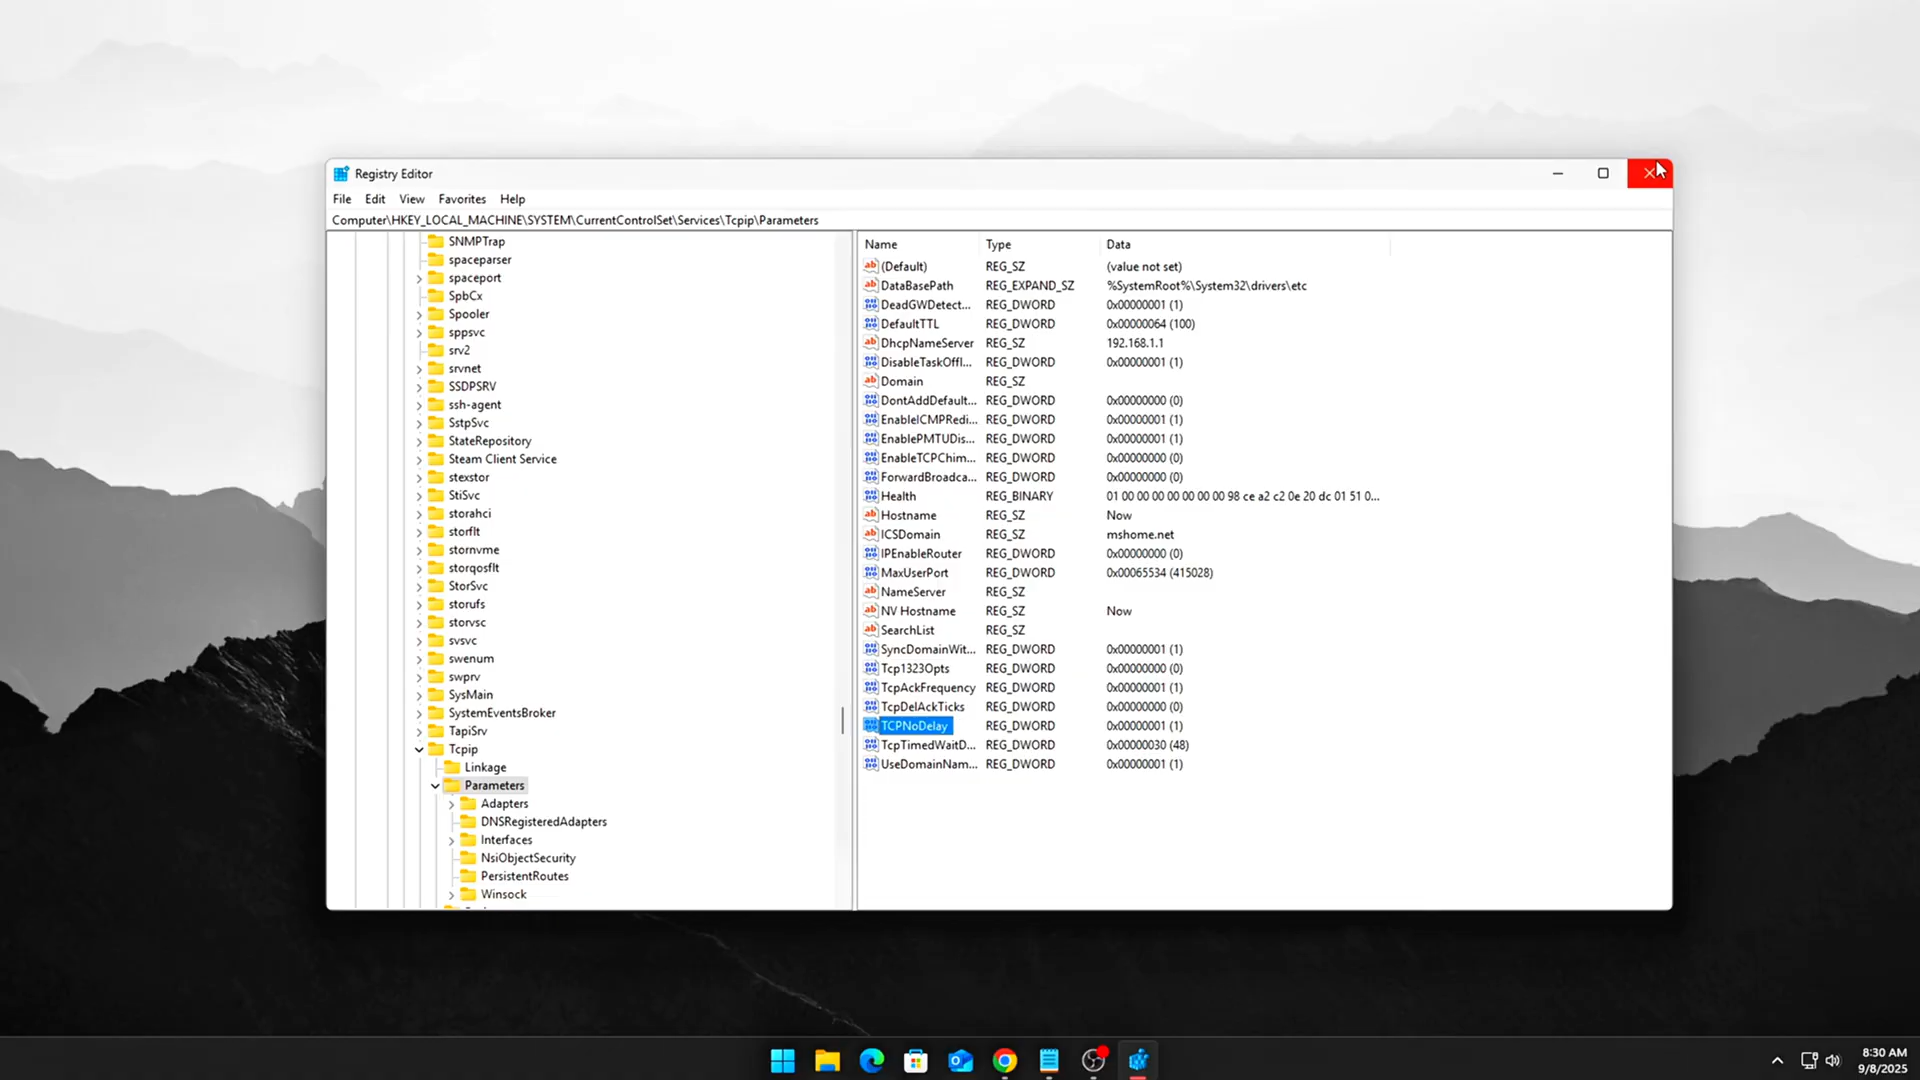 Registry Editor
File Edit View Favorites Help
Computer\HKEY_LOCAL_MACHINE\SYSTEM\CurrentControlSet\Services\Tcpip\Parameters
SNMPTrap
spaceparser
spaceport
SpbCx
Spooler
sppsvc
srv2
srvnet
SSDPSRV
ssh-agent
SstpSvc
StateRepository
Steam Client Service
stexstor
StiSvc
storahci
storflt
stornvme
storqosflt
StorSvc
storufs
storvsc
svsvc
swenum
swprv
SysMain
SystemEventsBroker
TapiSrv
Tcpip
Linkage
Parameters
Adapters
DNSRegisteredAdapters
Interfaces
NsiObjectSecurity
PersistentRoutes
Winsock
Name Type Data
(Default) REG_SZ (value not set)
DataBasePath REG_EXPAND_SZ %SystemRoot%\System32\drivers\etc
DeadGWDetect... REG_DWORD 0x00000001 (1)
DefaultTTL REG_DWORD 0x00000064 (100)
DhcpNameServer REG_SZ 192.168.1.1
DisableTaskOffl... REG_DWORD 0x00000001 (1)
Domain REG_SZ
DontAddDefault... REG_DWORD 0x00000000 (0)
EnableICMPRedi... REG_DWORD 0x00000001 (1)
EnablePMTUDis... REG_DWORD 0x00000001 (1)
EnableTCPChim... REG_DWORD 0x00000000 (0)
ForwardBroadca... REG_DWORD 0x00000000 (0)
Health REG_BINARY 01 00 00 00 00 00 00 00 98 ce a2 c2 0e 20 dc 01 51 0...
Hostname REG_SZ Now
ICSDomain REG_SZ mshome.net
IPEnableRouter REG_DWORD 0x00000000 (0)
MaxUserPort REG_DWORD 0x00065534 (415028)
NameServer REG_SZ
NV Hostname REG_SZ Now
SearchList REG_SZ
SyncDomainWit... REG_DWORD 0x00000001 (1)
Tcp1323Opts REG_DWORD 0x00000000 (0)
TcpAckFrequency REG_DWORD 0x00000001 (1)
TcpDelAckTicks REG_DWORD 0x00000000 (0)
TCPNoDelay REG_DWORD 0x00000001 (1)
TcpTimedWaitD... REG_DWORD 0x00000030 (48)
UseDomainNam... REG_DWORD 0x00000001 (1)
8:30 AM
9/8/2025